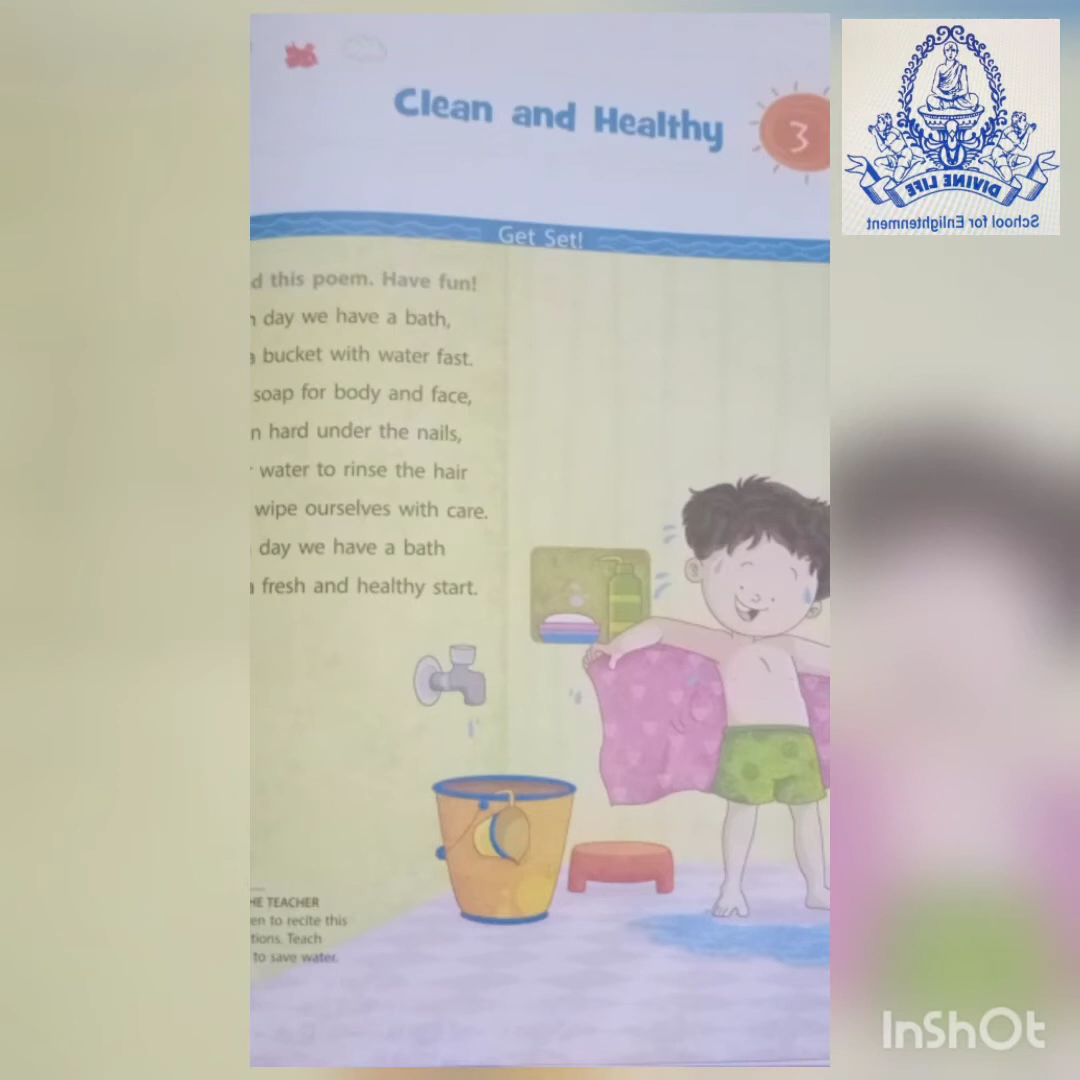 Clean and Healthy
3
Get Set!
this poem. Have fun!
day we have a bath,
bucket with water fast.
soap for body and face,
hard under the nails,
water to rinse the hair
wipe ourselves with care.
day we have a bath
fresh and healthy start.
TEACHER
to recite this
Teach
to save water.
DIVINE LIFE
School for Enlightenment
InShOt